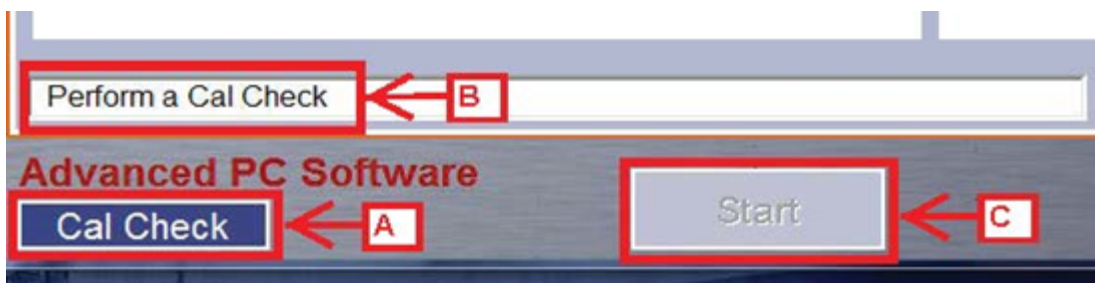 Perform a Cal Check B
Advanced PC Software
Cal Check A Start C